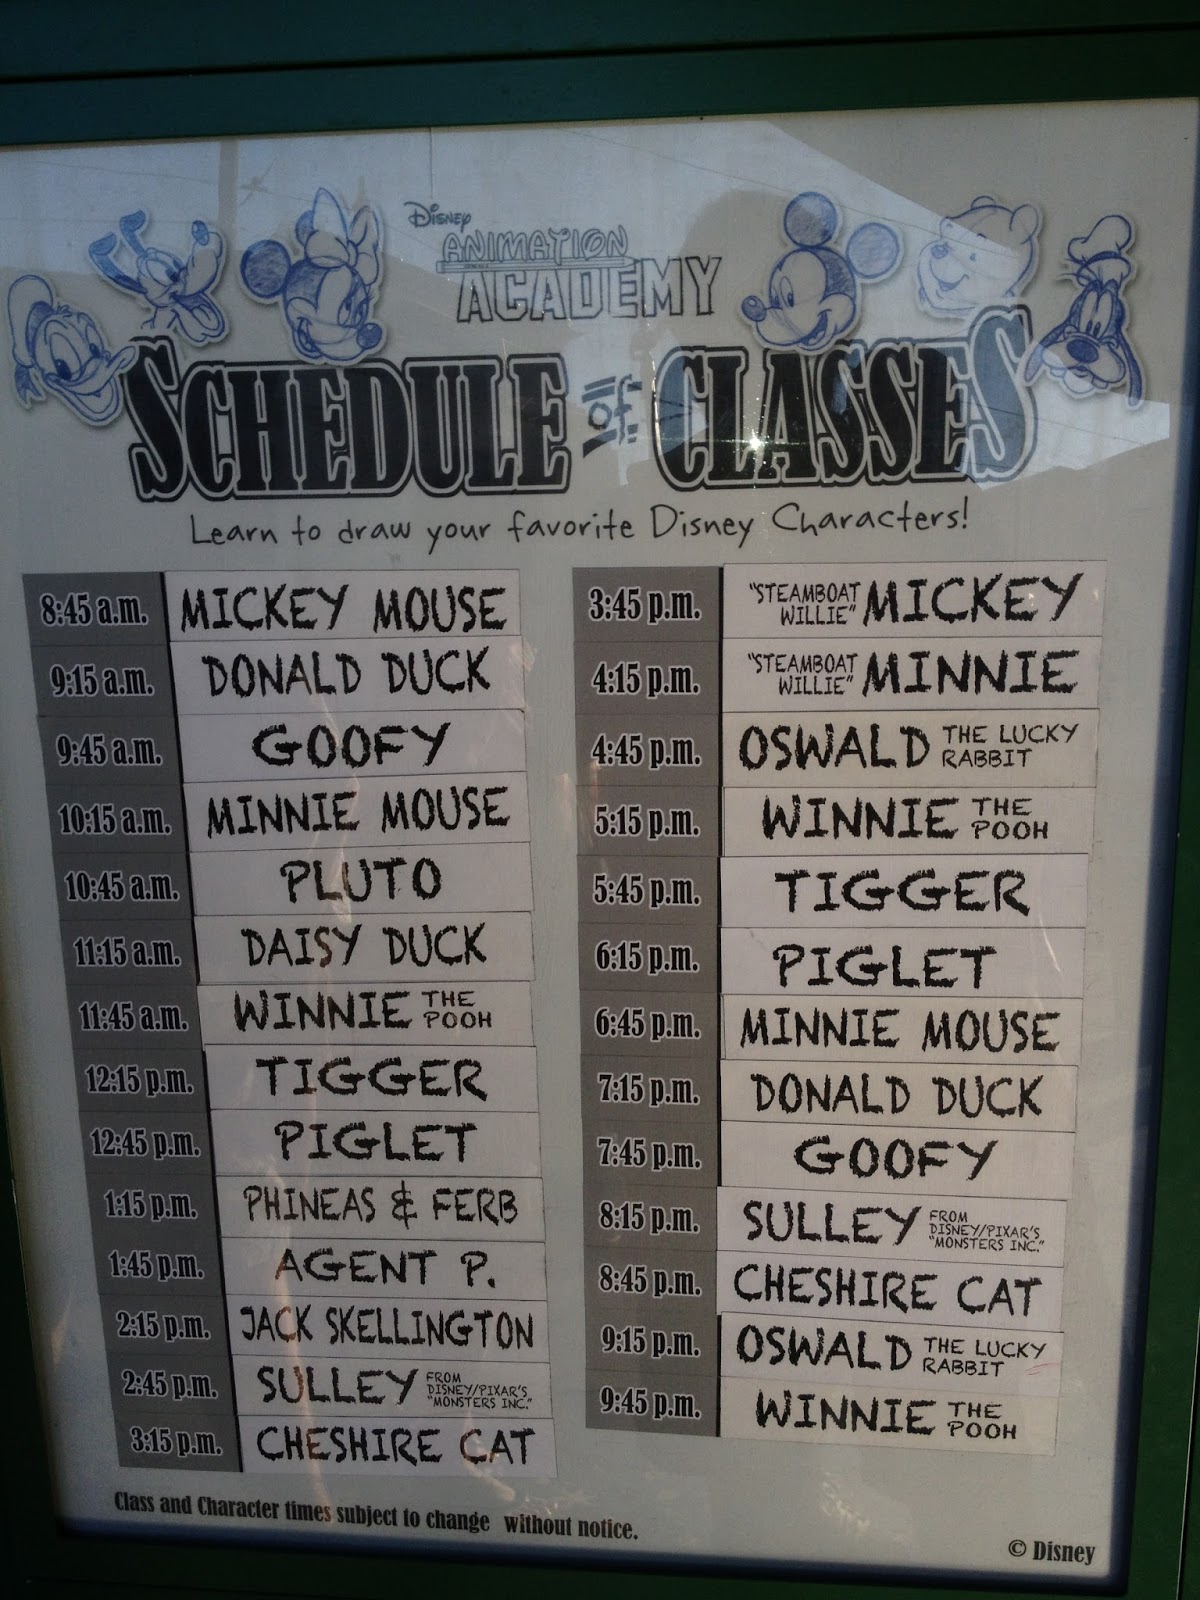 Disney
ANIMATION
ACADEMY
SCHEDULE of CLASSES
Learn to draw your favorite Disney Characters!
8:45 a.m. MICKEY MOUSE
9:15 a.m. DONALD DUCK
9:45 a.m. GOOFY
10:15 a.m. MINNIE MOUSE
10:45 a.m. PLUTO
11:15 a.m. DAISY DUCK
11:45 a.m. WINNIE THE POOH
12:15 p.m. TIGGER
12:45 p.m. PIGLET
1:15 p.m. PHINEAS & FERB
1:45 p.m. AGENT P.
2:15 p.m. JACK SKELLINGTON
2:45 p.m. SULLEY FROM DISNEY/PIXAR'S "MONSTERS INC."
3:15 p.m. CHESHIRE CAT
3:45 p.m. "STEAMBOAT WILLIE" MICKEY
4:15 p.m. "STEAMBOAT WILLIE" MINNIE
4:45 p.m. OSWALD THE LUCKY RABBIT
5:15 p.m. WINNIE THE POOH
5:45 p.m. TIGGER
6:15 p.m. PIGLET
6:45 p.m. MINNIE MOUSE
7:15 p.m. DONALD DUCK
7:45 p.m. GOOFY
8:15 p.m. SULLEY FROM DISNEY/PIXAR'S "MONSTERS INC."
8:45 p.m. CHESHIRE CAT
9:15 p.m. OSWALD THE LUCKY RABBIT
9:45 p.m. WINNIE THE POOH
Class and Character times subject to change without notice.
© Disney